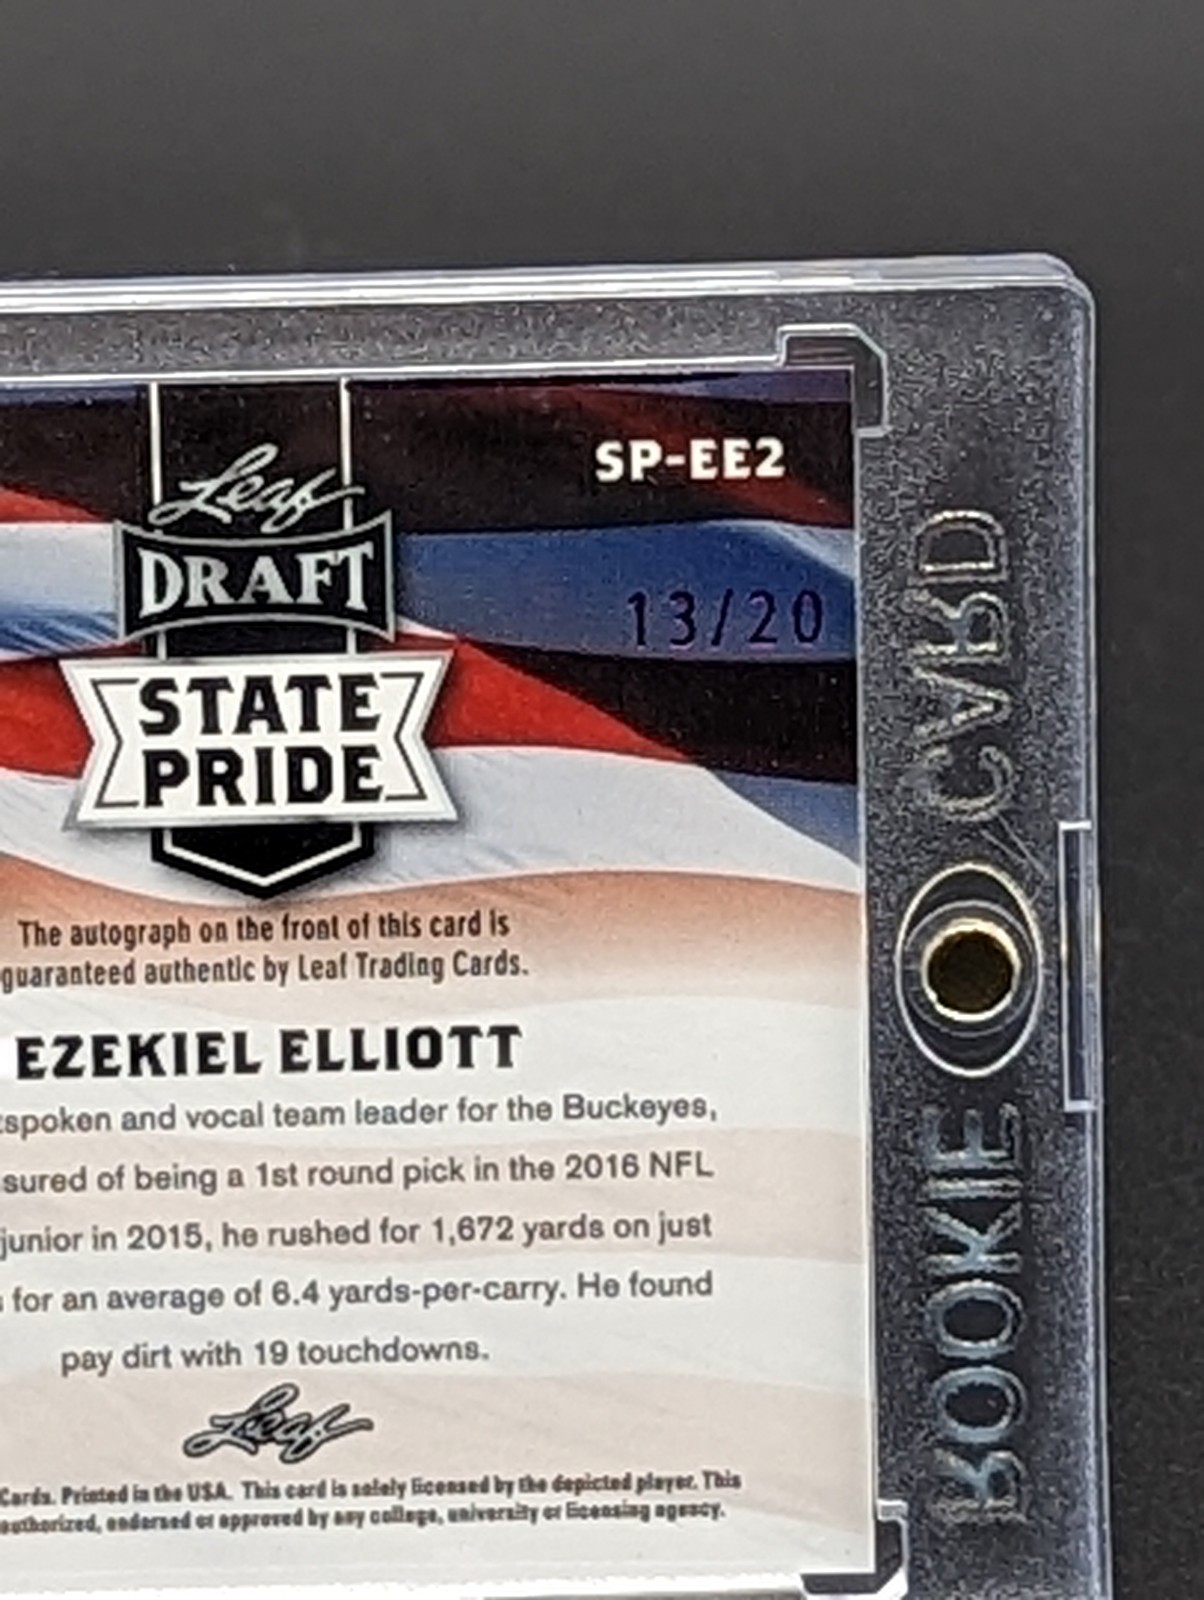 SP-EE2
Leaf
DRAFT
13/20
STATE
PRIDE
The autograph on the front of this card is
guaranteed authentic by Leaf Trading Cards.
EZEKIEL ELLIOTT
tspoken and vocal team leader for the Buckeyes,
sured of being a 1st round pick in the 2016 NFL
junior in 2015, he rushed for 1,672 yards on just
s for an average of 6.4 yards-per-carry. He found
pay dirt with 19 touchdowns.
Leaf
Cards. Printed in the USA. This card is solely licensed by the depicted player. This
authorized, endorsed or approved by any college, university or licensing agency.
ROOKIE CARD